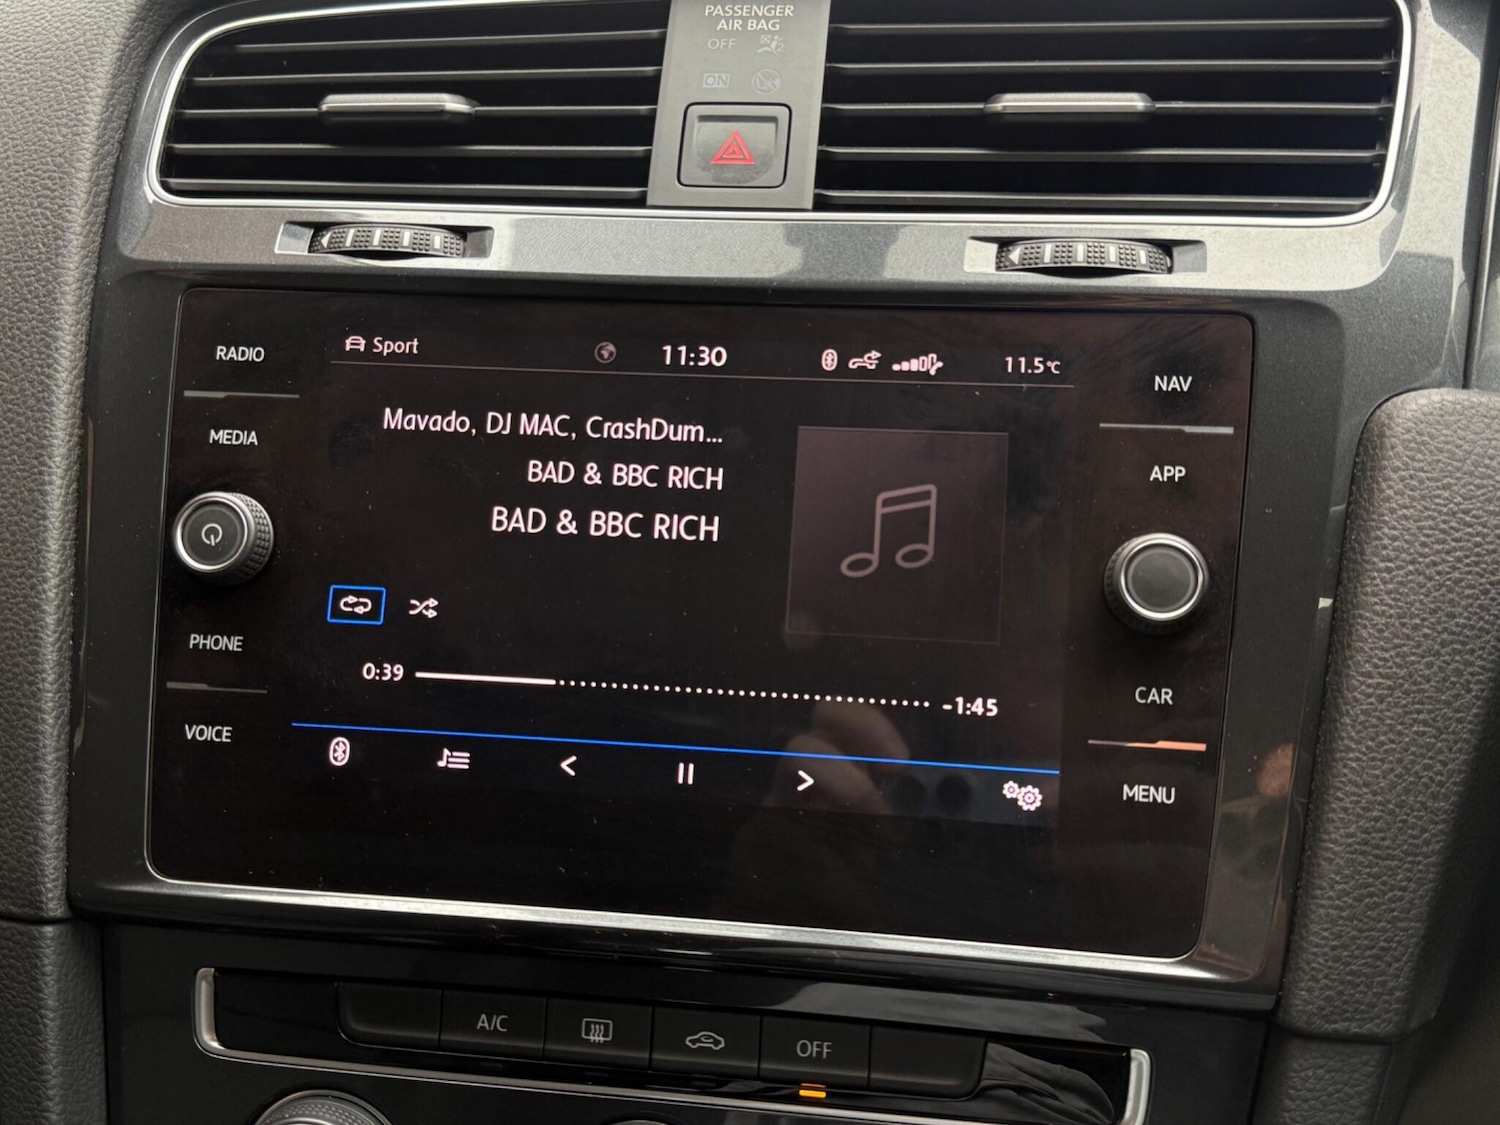 PASSENGER
AIR BAG
OFF
ON
RADIO
MEDIA
PHONE
VOICE
Sport
11:30
11.5°C
Mavado, DJ MAC, CrashDum...
BAD & BBC RICH
BAD & BBC RICH
0:39
-1:45
NAV
APP
CAR
MENU
A/C
OFF